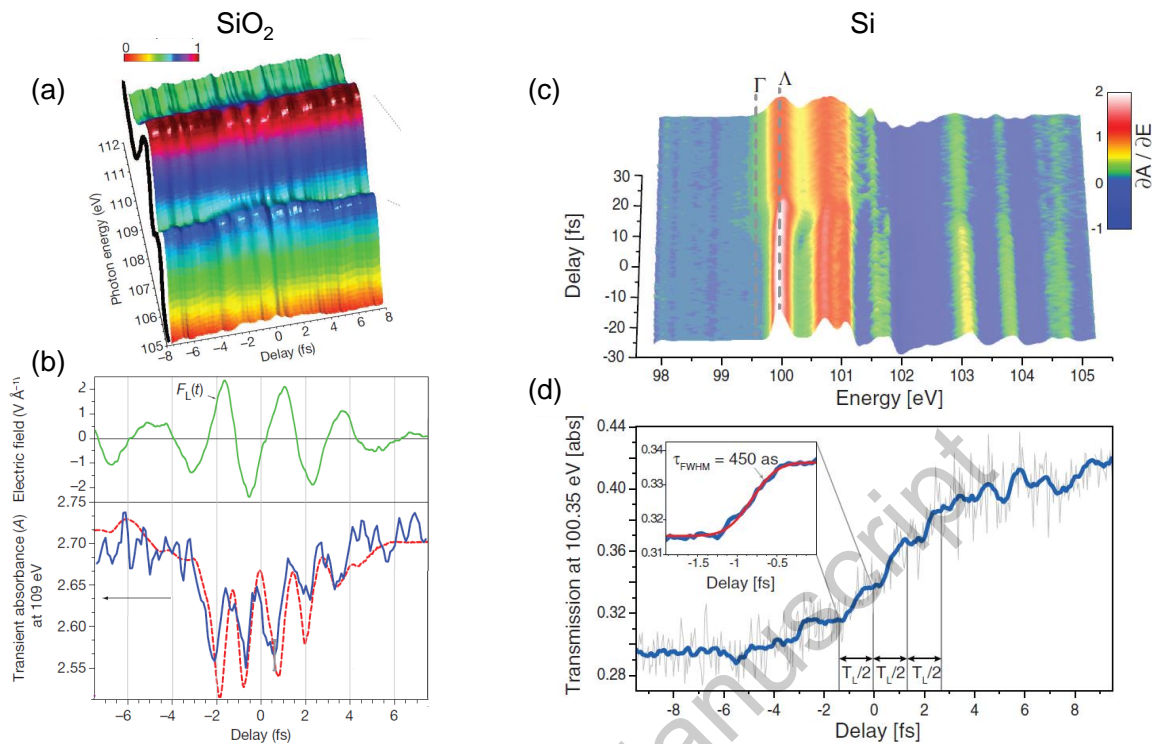 SiO2
Si
(a)
0 1
112
111
110
109
108
107
106
105
Photon energy (eV)
-8 -6 -4 -2 0 2 4 6 8
Delay (fs)
(b)
FL(t)
2
1
0
−1
−2
Electric field (V Å⁻¹)
2.75
2.70
2.65
2.60
2.55
Transient absorbance (A)
at 109 eV
−6 −4 −2 0 2 4 6
Delay (fs)
(c)
Γ Λ
2
1
0
-1
∂A / ∂E
30
20
10
0
-10
-20
-30
Delay [fs]
98 99 100 101 102 103 104 105
Energy [eV]
(d)
0.44
0.40
0.36
0.32
0.28
Transmission at 100.35 eV [abs]
0.34
0.33
0.32
0.31
τFWHM = 450 as
-1.5 -1.0 -0.5
Delay [fs]
TL/2 TL/2 TL/2
-8 -6 -4 -2 0 2 4 6 8
Delay [fs]
anuscript